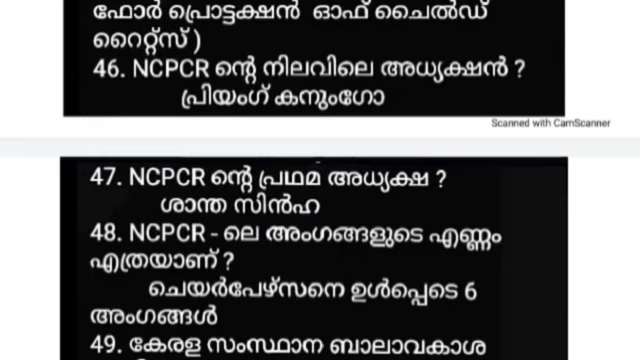 ഫോർ പ്രൊട്ടക്ഷൻ ഓഫ് ചൈൽഡ്
റൈറ്റ്സ് )
46. NCPCR ന്റെ നിലവിലെ അധ്യക്ഷൻ ?
പ്രിയംഗ് കനുംഗോ
Scanned with CamScanner
47. NCPCR ന്റെ പ്രഥമ അധ്യക്ഷ ?
ശാന്ത സിൻഹ
48. NCPCR - ലെ അംഗങ്ങളുടെ എണ്ണം
എത്രയാണ് ?
ചെയർപേഴ്സനെ ഉൾപ്പെടെ 6
അംഗങ്ങൾ
49. കേരള സംസ്ഥാന ബാലാവകാശ